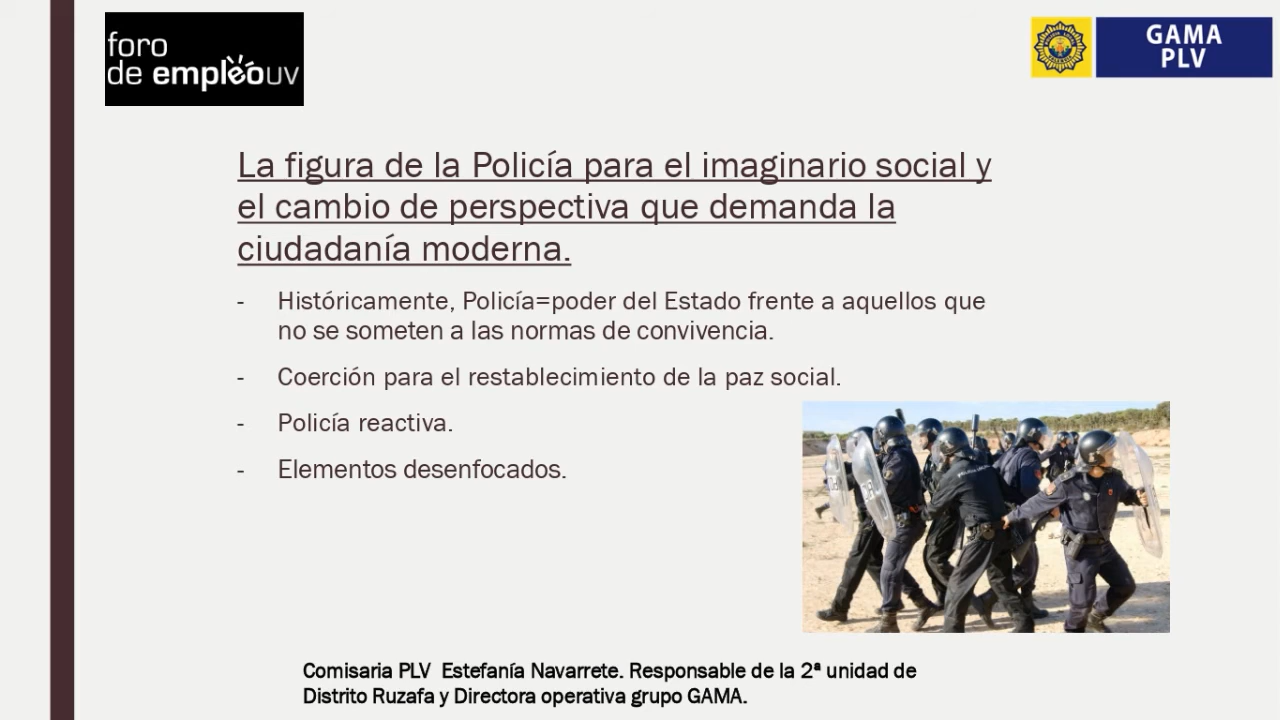 foro
de empleouv
GAMA
PLV
La figura de la Policía para el imaginario social y
el cambio de perspectiva que demanda la
ciudadanía moderna.
- Históricamente, Policía=poder del Estado frente a aquellos que
no se someten a las normas de convivencia.
- Coerción para el restablecimiento de la paz social.
- Policía reactiva.
- Elementos desenfocados.
Comisaria PLV Estefanía Navarrete. Responsable de la 2ª unidad de
Distrito Ruzafa y Directora operativa grupo GAMA.